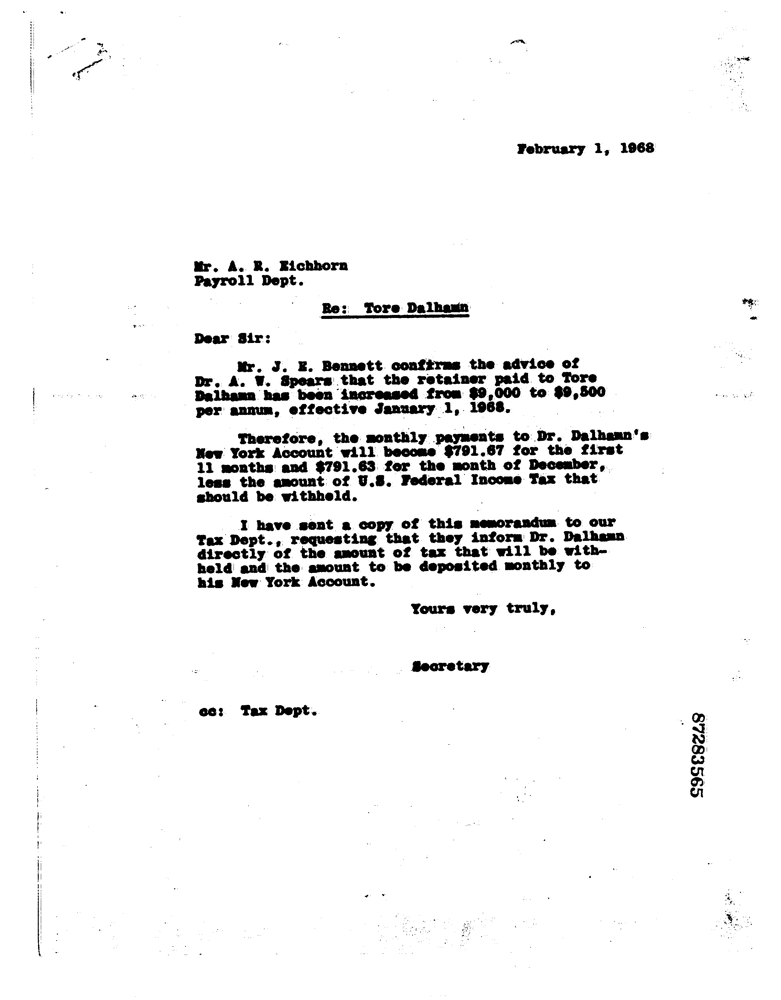 February 1, 1968
Mr. A. R. Eichhorn
Payroll Dept.
Re: Tore Dalhamn
Dear Sir:
Mr. J. E. Bennett confirms the advice of
Dr. A. W. Spears that the retainer paid to Tore
Dalhamn has been increased from $9,000 to $9,500
per annum, effective January 1, 1968.
Therefore, the monthly payments to Dr. Dalhamn's
New York Account will become $791.67 for the first
11 months and $791.63 for the month of December,
less the amount of U.S. Federal Income Tax that
should be withheld.
I have sent a copy of this memorandum to our
Tax Dept., requesting that they inform Dr. Dalhamn
directly of the amount of tax that will be with-
held and the amount to be deposited monthly to
his New York Account.
Yours very truly,
Secretary
cc: Tax Dept.
87283565